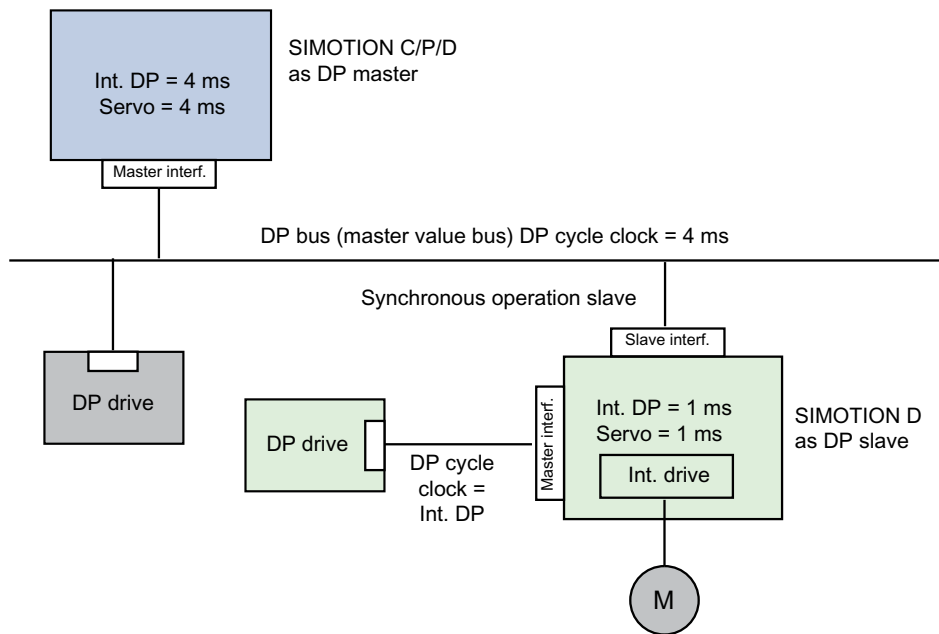 SIMOTION C/P/D
as DP master
Int. DP = 4 ms
Servo = 4 ms
Master interf.
DP bus (master value bus) DP cycle clock = 4 ms
Synchronous operation slave
Slave interf.
DP drive
DP drive
DP cycle
clock =
Int. DP
Master interf.
Int. DP = 1 ms
Servo = 1 ms
Int. drive
SIMOTION D
as DP slave
M